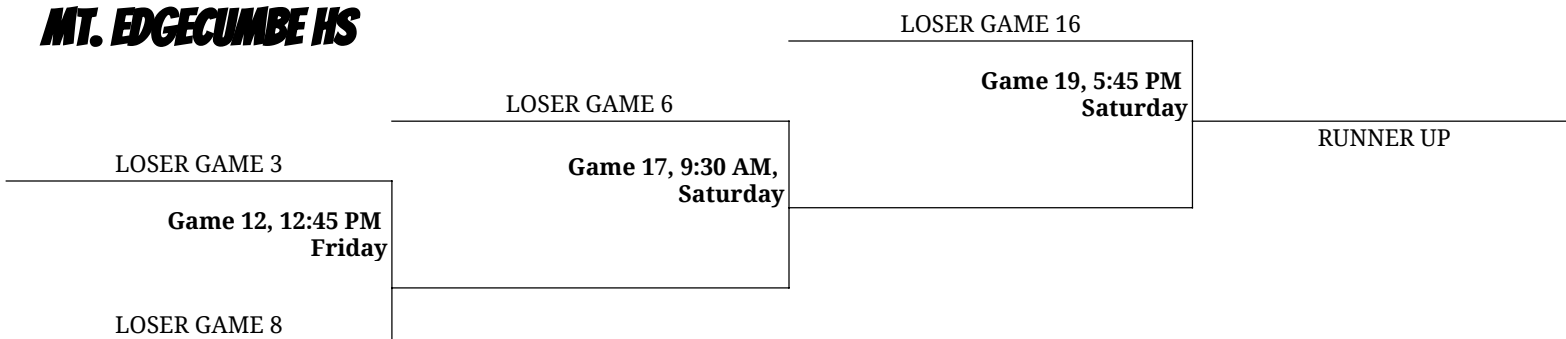 MT. EDGECUMBE HS
LOSER GAME 16
Game 19, 5:45 PM
Saturday
LOSER GAME 6
RUNNER UP
LOSER GAME 3
Game 17, 9:30 AM,
Saturday
Game 12, 12:45 PM
Friday
LOSER GAME 8